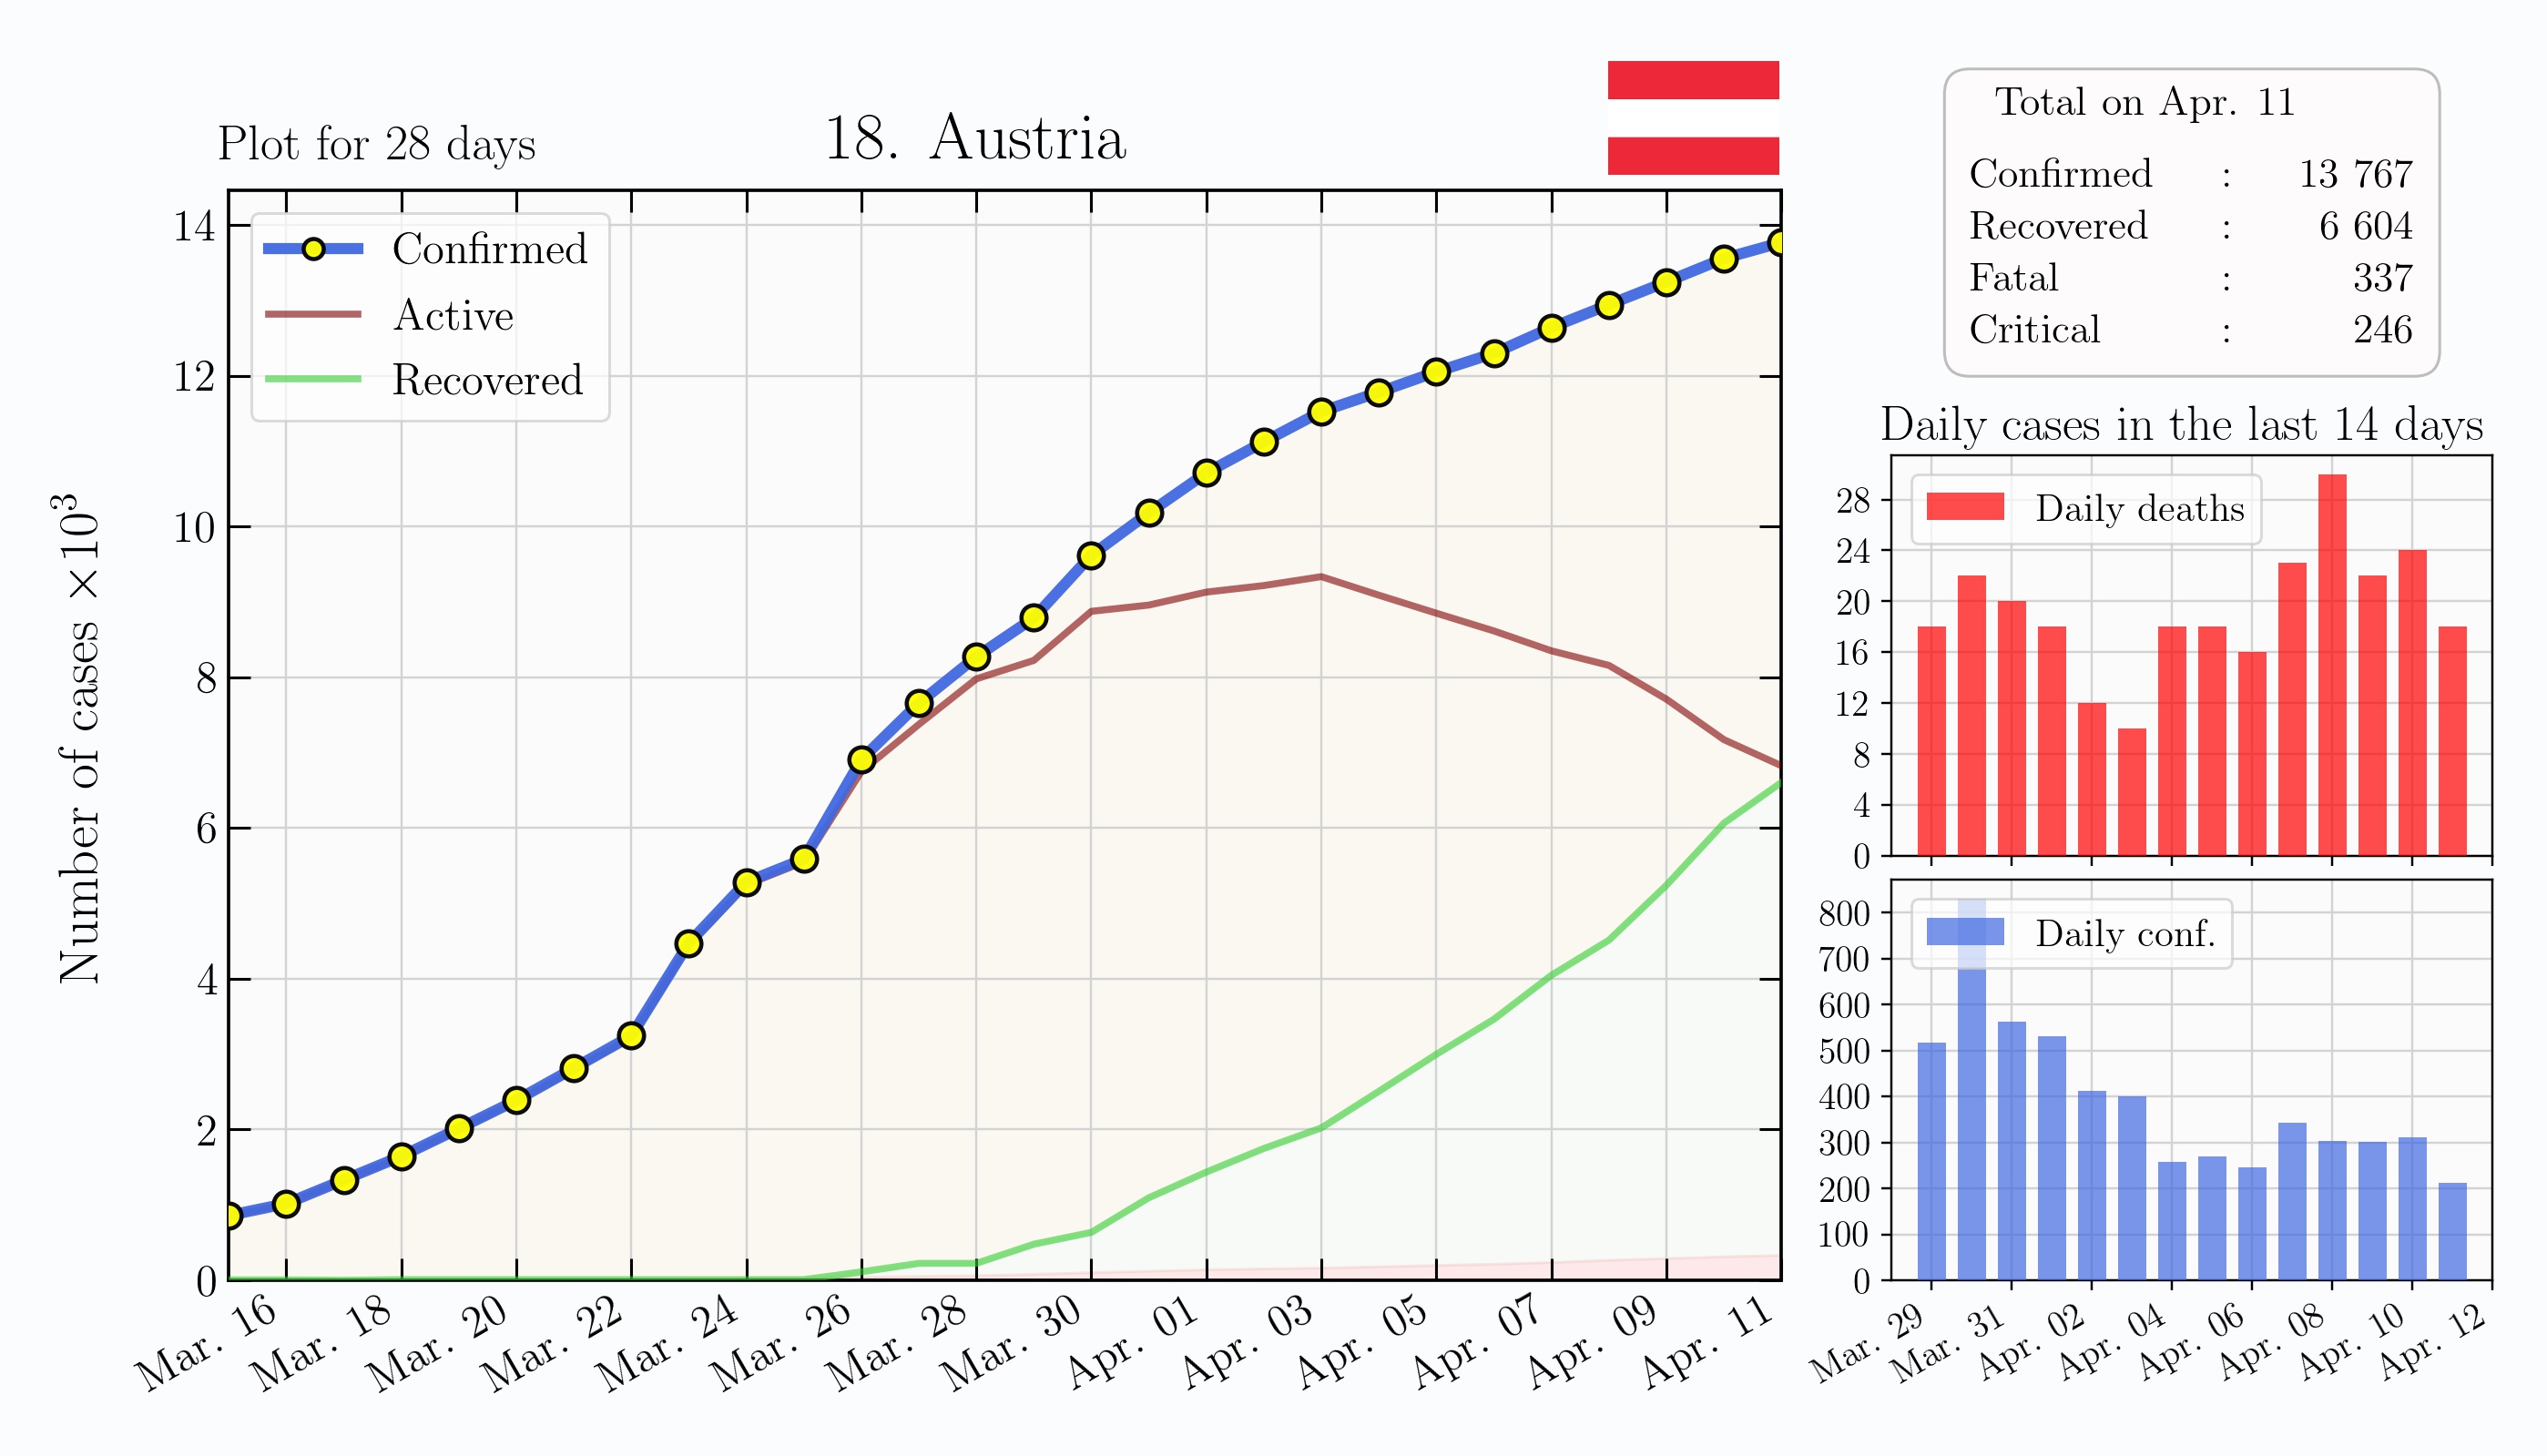 Plot for 28 days
18. Austria
Number of cases ×10³
14
12
10
8
6
4
2
0
Confirmed
Active
Recovered
Mar. 16
Mar. 18
Mar. 20
Mar. 22
Mar. 24
Mar. 26
Mar. 28
Mar. 30
Apr. 01
Apr. 03
Apr. 05
Apr. 07
Apr. 09
Apr. 11
Total on Apr. 11
Confirmed : 13 767
Recovered : 6 604
Fatal : 337
Critical : 246
Daily cases in the last 14 days
28
24
20
16
12
8
4
0
Daily deaths
800
700
600
500
400
300
200
100
0
Daily conf.
Mar. 29
Mar. 31
Apr. 02
Apr. 04
Apr. 06
Apr. 08
Apr. 10
Apr. 12